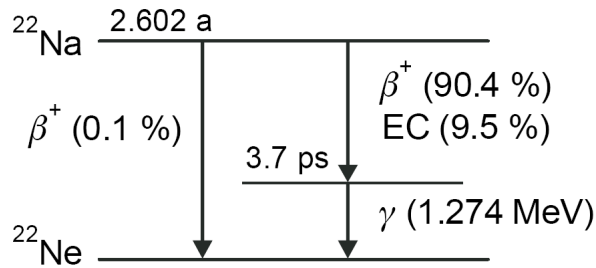 ²²Na 2.602 a
β⁺ (0.1 %)
β⁺ (90.4 %)
EC (9.5 %)
3.7 ps
γ (1.274 MeV)
²²Ne